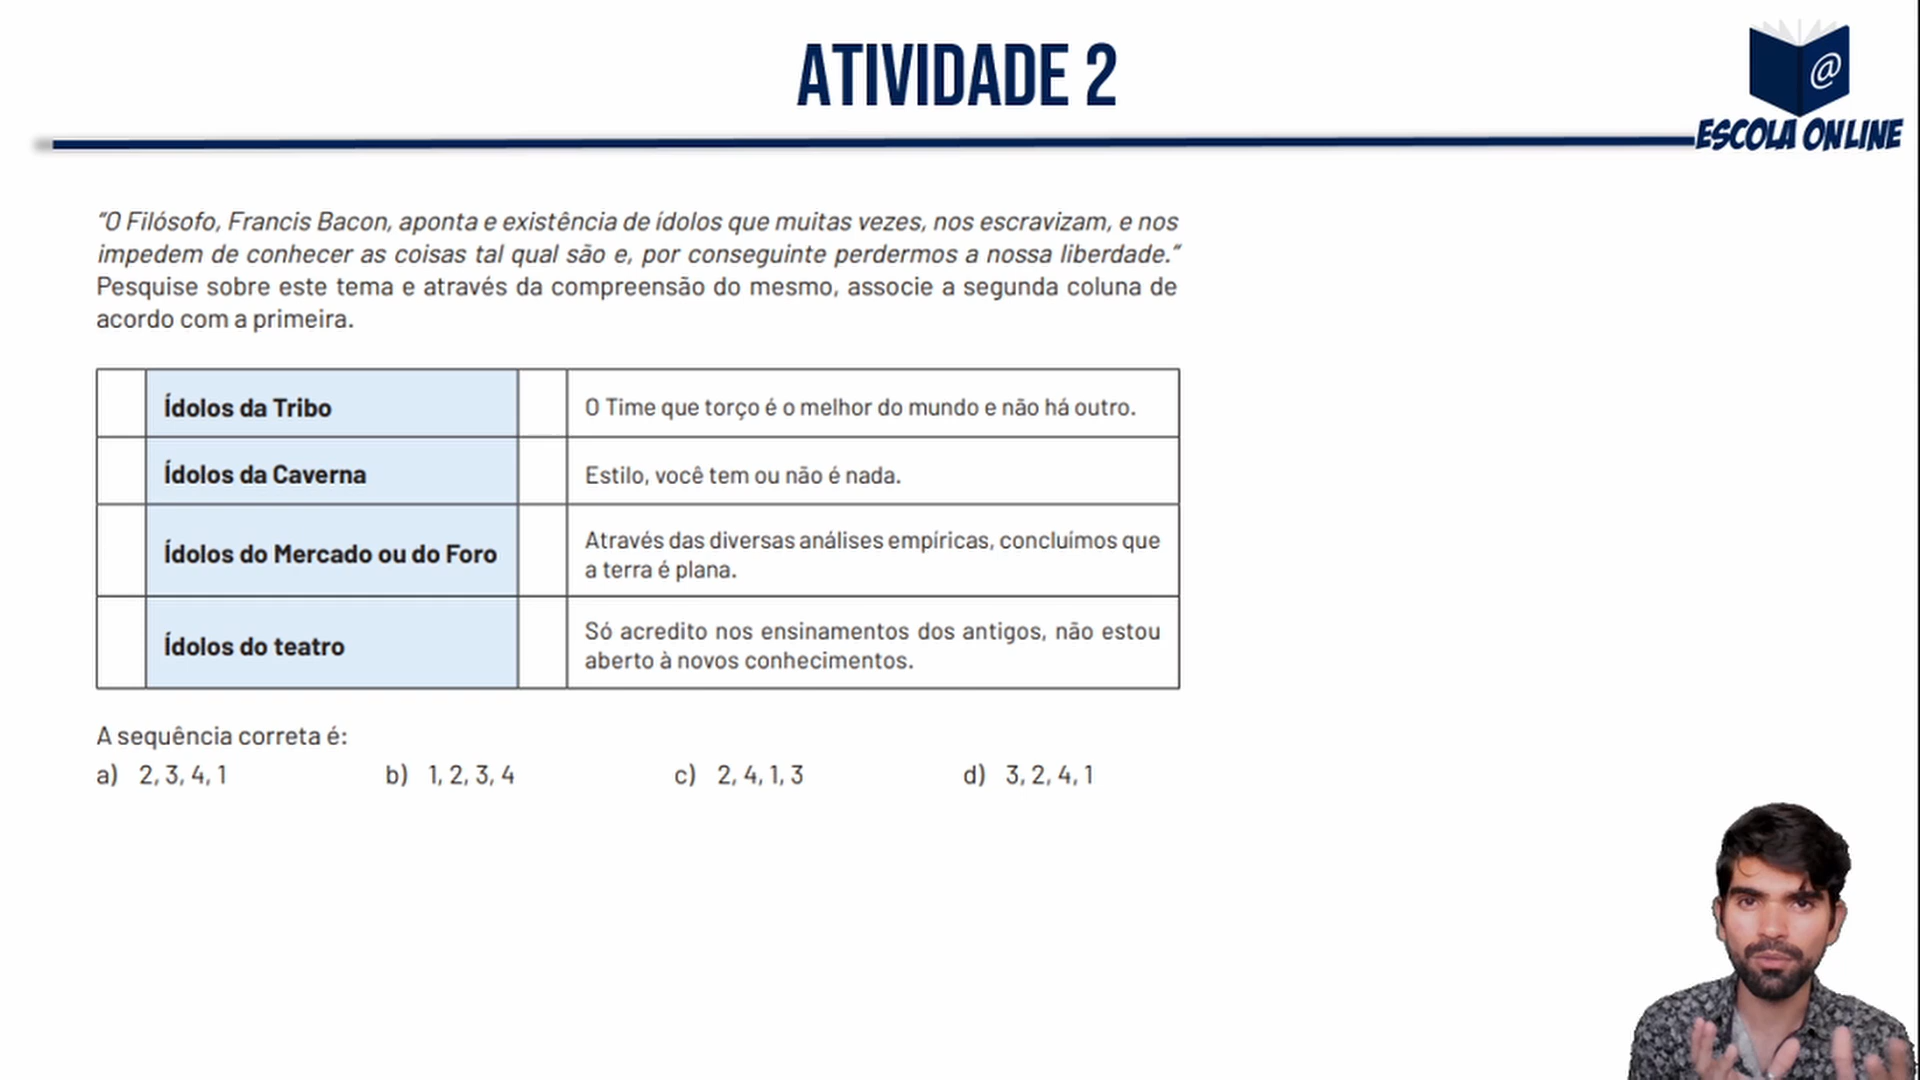 ATIVIDADE 2
@
ESCOLA ONLINE
“O Filósofo, Francis Bacon, aponta e existência de ídolos que muitas vezes, nos escravizam, e nos
impedem de conhecer as coisas tal qual são e, por conseguinte perdermos a nossa liberdade.”
Pesquise sobre este tema e através da compreensão do mesmo, associe a segunda coluna de
acordo com a primeira.
Ídolos da Tribo
O Time que torço é o melhor do mundo e não há outro.
Ídolos da Caverna
Estilo, você tem ou não é nada.
Ídolos do Mercado ou do Foro
Através das diversas análises empíricas, concluímos que
a terra é plana.
Ídolos do teatro
Só acredito nos ensinamentos dos antigos, não estou
aberto à novos conhecimentos.
A sequência correta é:
a) 2, 3, 4, 1 b) 1, 2, 3, 4 c) 2, 4, 1, 3 d) 3, 2, 4, 1